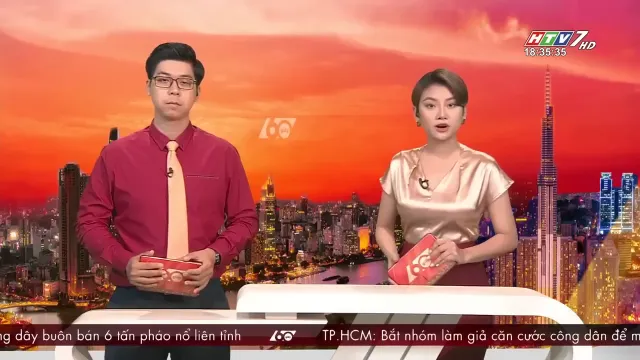 HTV7 HD
18:35:35
60
60
ng dây buôn bán 6 tấn pháo nổ liên tỉnh
60
TP.HCM: Bắt nhóm làm giả căn cước công dân để m